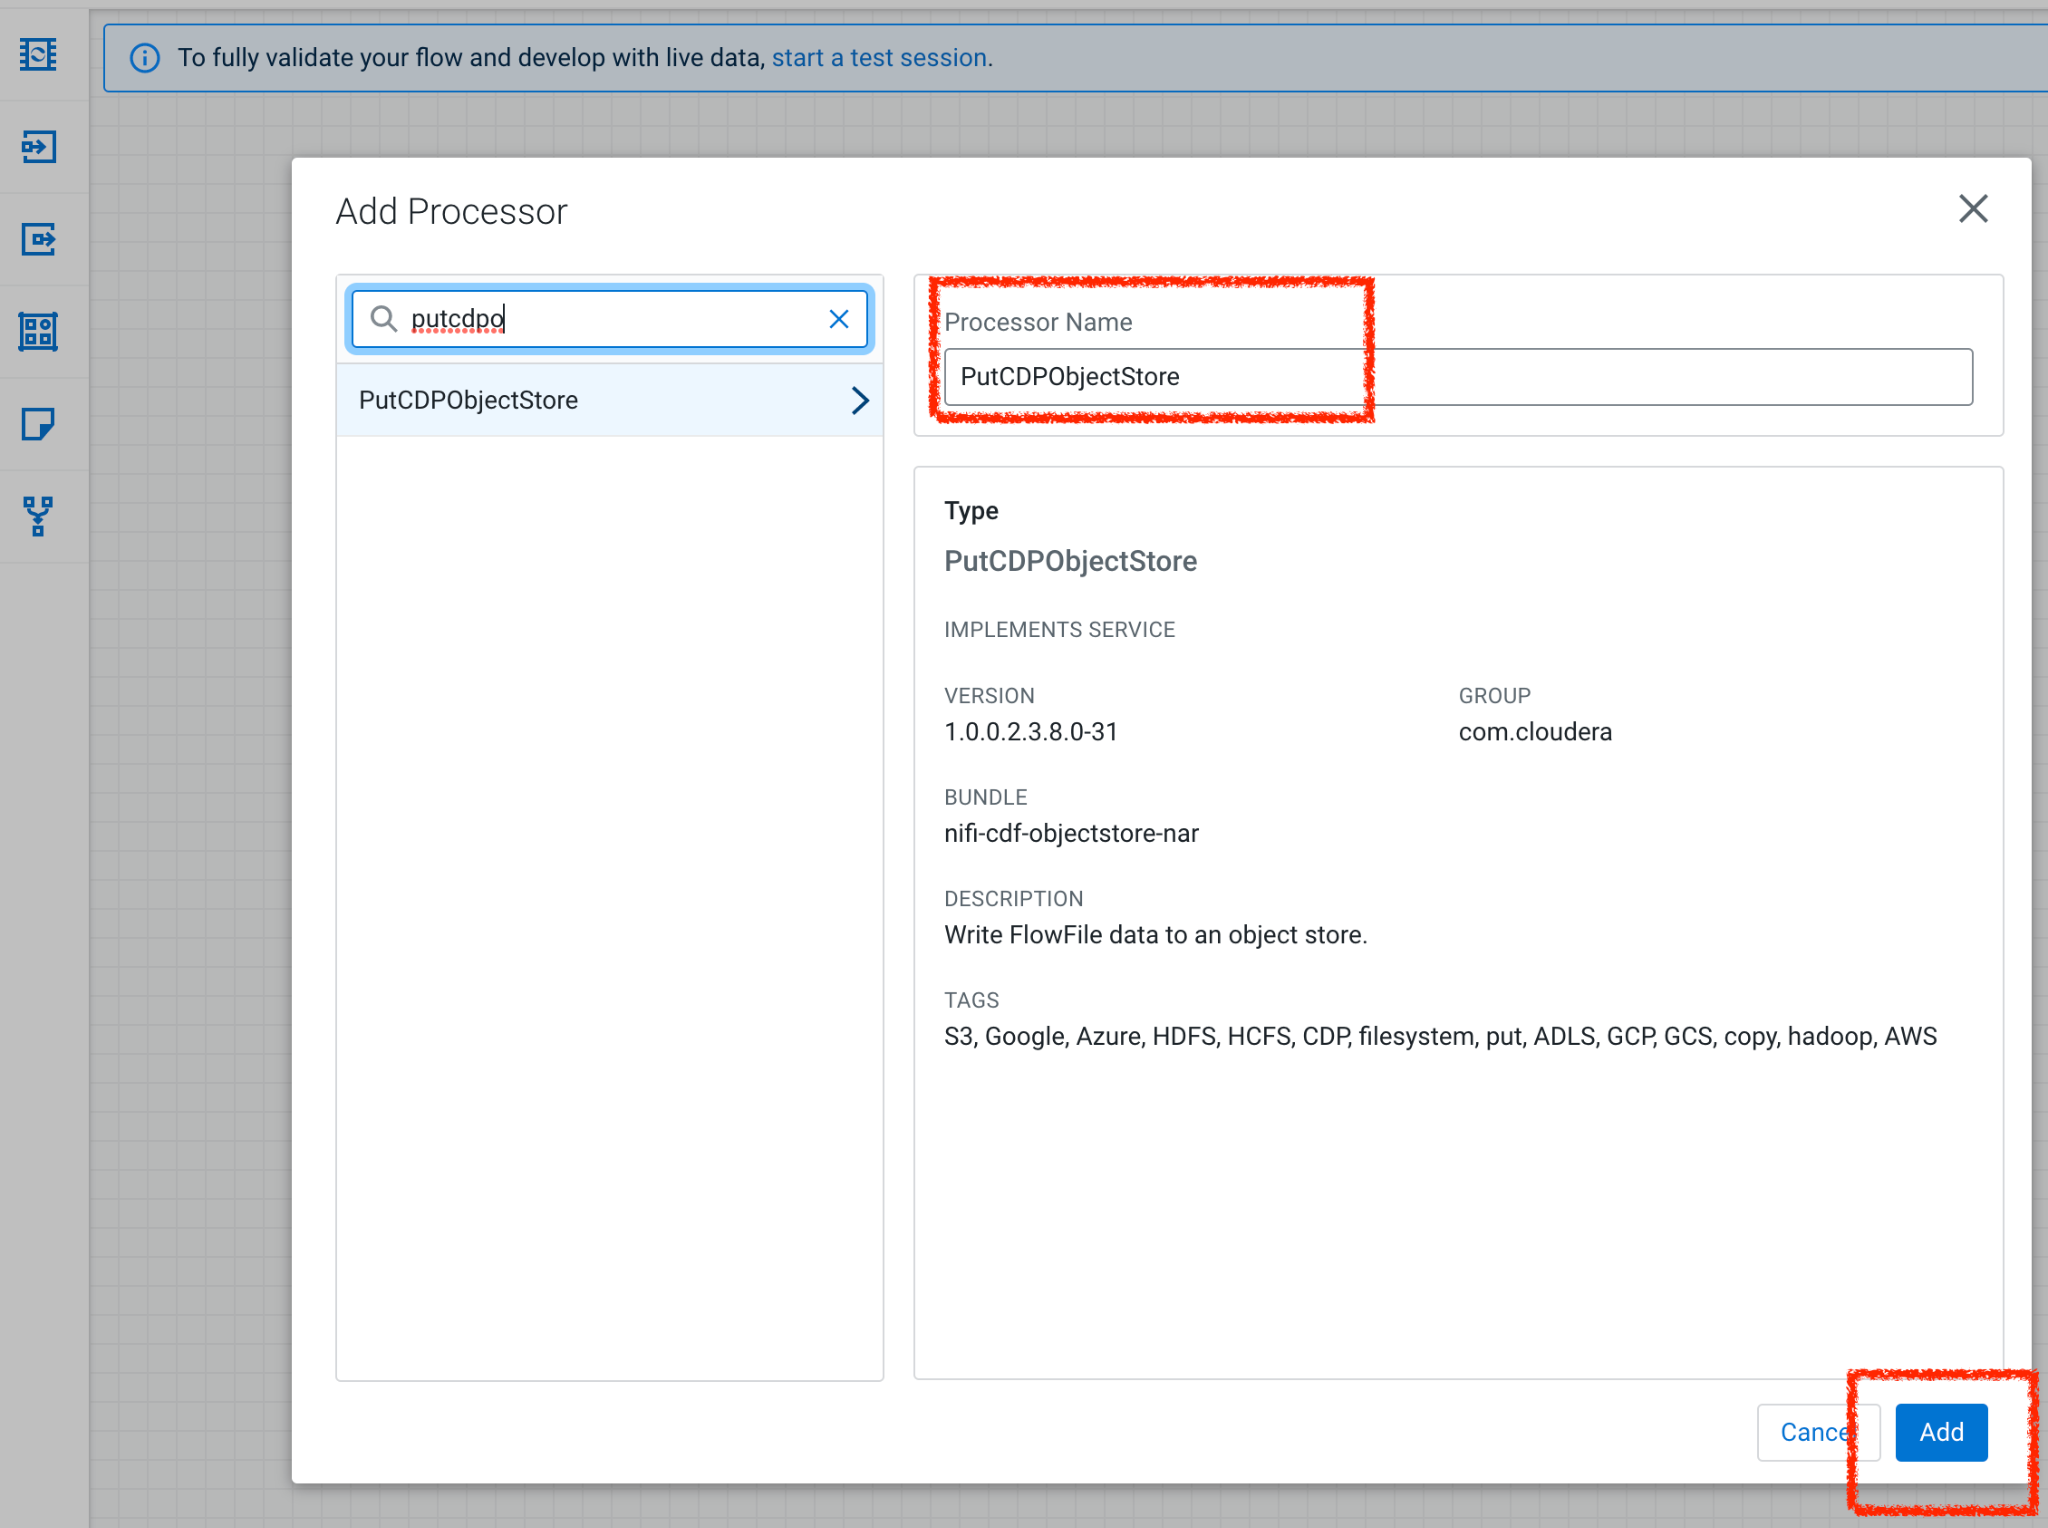 To fully validate your flow and develop with live data, start a test session.
Add Processor
putcdpo
PutCDPObjectStore
Processor Name
PutCDPObjectStore
Type
PutCDPObjectStore
IMPLEMENTS SERVICE
VERSION
1.0.0.2.3.8.0-31
GROUP
com.cloudera
BUNDLE
nifi-cdf-objectstore-nar
DESCRIPTION
Write FlowFile data to an object store.
TAGS
S3, Google, Azure, HDFS, HCFS, CDP, filesystem, put, ADLS, GCP, GCS, copy, hadoop, AWS
Cancel
Add